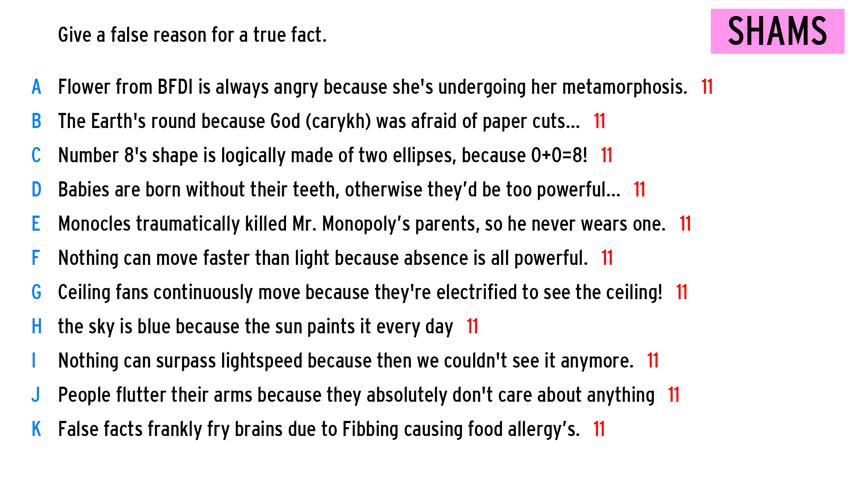 Give a false reason for a true fact.
SHAMS
A Flower from BFDI is always angry because she's undergoing her metamorphosis. 11
B The Earth's round because God (carykh) was afraid of paper cuts... 11
C Number 8's shape is logically made of two ellipses, because 0+0=8! 11
D Babies are born without their teeth, otherwise they’d be too powerful... 11
E Monocles traumatically killed Mr. Monopoly’s parents, so he never wears one. 11
F Nothing can move faster than light because absence is all powerful. 11
G Ceiling fans continuously move because they're electrified to see the ceiling! 11
H the sky is blue because the sun paints it every day 11
I Nothing can surpass lightspeed because then we couldn't see it anymore. 11
J People flutter their arms because they absolutely don't care about anything 11
K False facts frankly fry brains due to Fibbing causing food allergy’s. 11